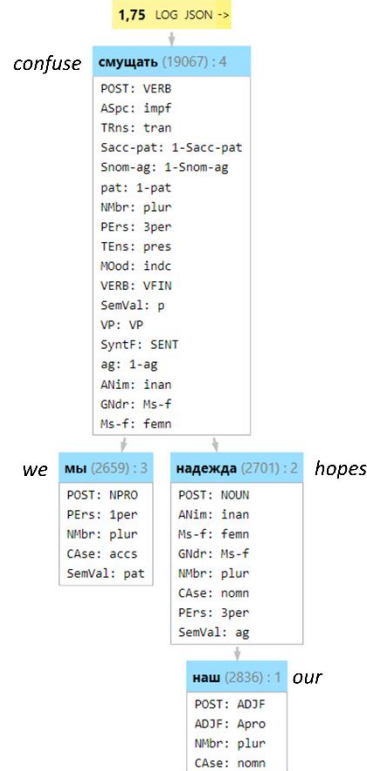 1,75 LOG JSON ->
confuse
смущать (19067) : 4
POST: VERB
ASpc: impf
TRns: tran
Sacc-pat: 1-Sacc-pat
Snom-ag: 1-Snom-ag
pat: 1-pat
NMbr: plur
PErs: 3per
TEns: pres
MOod: indc
VERB: VFIN
SemVal: p
VP: VP
SyntF: SENT
ag: 1-ag
ANim: inan
GNdr: Ms-f
Ms-f: femn
we
мы (2659) : 3
POST: NPRO
PErs: 1per
NMbr: plur
CAse: accs
SemVal: pat
надежда (2701) : 2
hopes
POST: NOUN
ANim: inan
Ms-f: femn
GNdr: Ms-f
NMbr: plur
CAse: nomn
PErs: 3per
SemVal: ag
наш (2836) : 1
our
POST: ADJF
ADJF: Apro
NMbr: plur
CAse: nomn